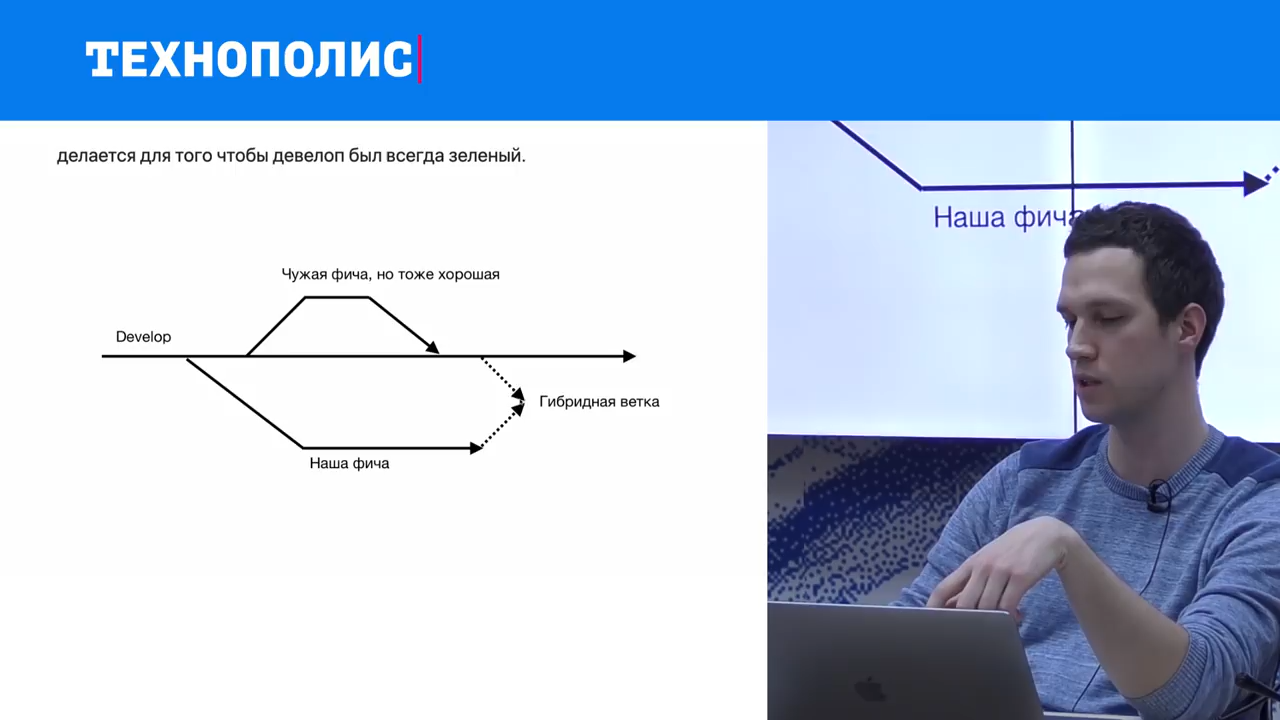 ТЕХНОПОЛИС
делается для того чтобы девелоп был всегда зеленый.
Чужая фича, но тоже хорошая
Develop
Гибридная ветка
Наша фича
Наша фича